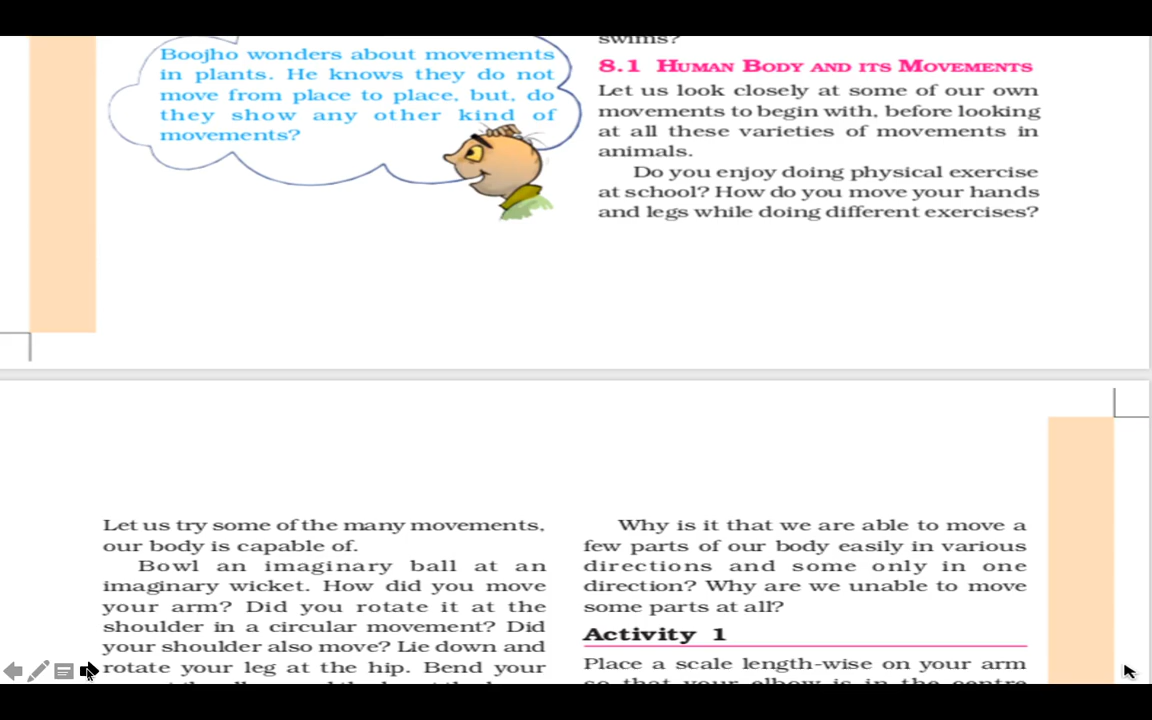 Boojho wonders about movements
in plants. He knows they do not
move from place to place, but, do
they show any other kind of
movements?
swims?
8.1 HUMAN BODY AND ITS MOVEMENTS
Let us look closely at some of our own
movements to begin with, before looking
at all these varieties of movements in
animals.
Do you enjoy doing physical exercise
at school? How do you move your hands
and legs while doing different exercises?
Let us try some of the many movements,
our body is capable of.
Bowl an imaginary ball at an
imaginary wicket. How did you move
your arm? Did you rotate it at the
shoulder in a circular movement? Did
your shoulder also move? Lie down and
rotate your leg at the hip. Bend your
Why is it that we are able to move a
few parts of our body easily in various
directions and some only in one
direction? Why are we unable to move
some parts at all?
Activity 1
Place a scale length-wise on your arm
so that your elbow is in the centre